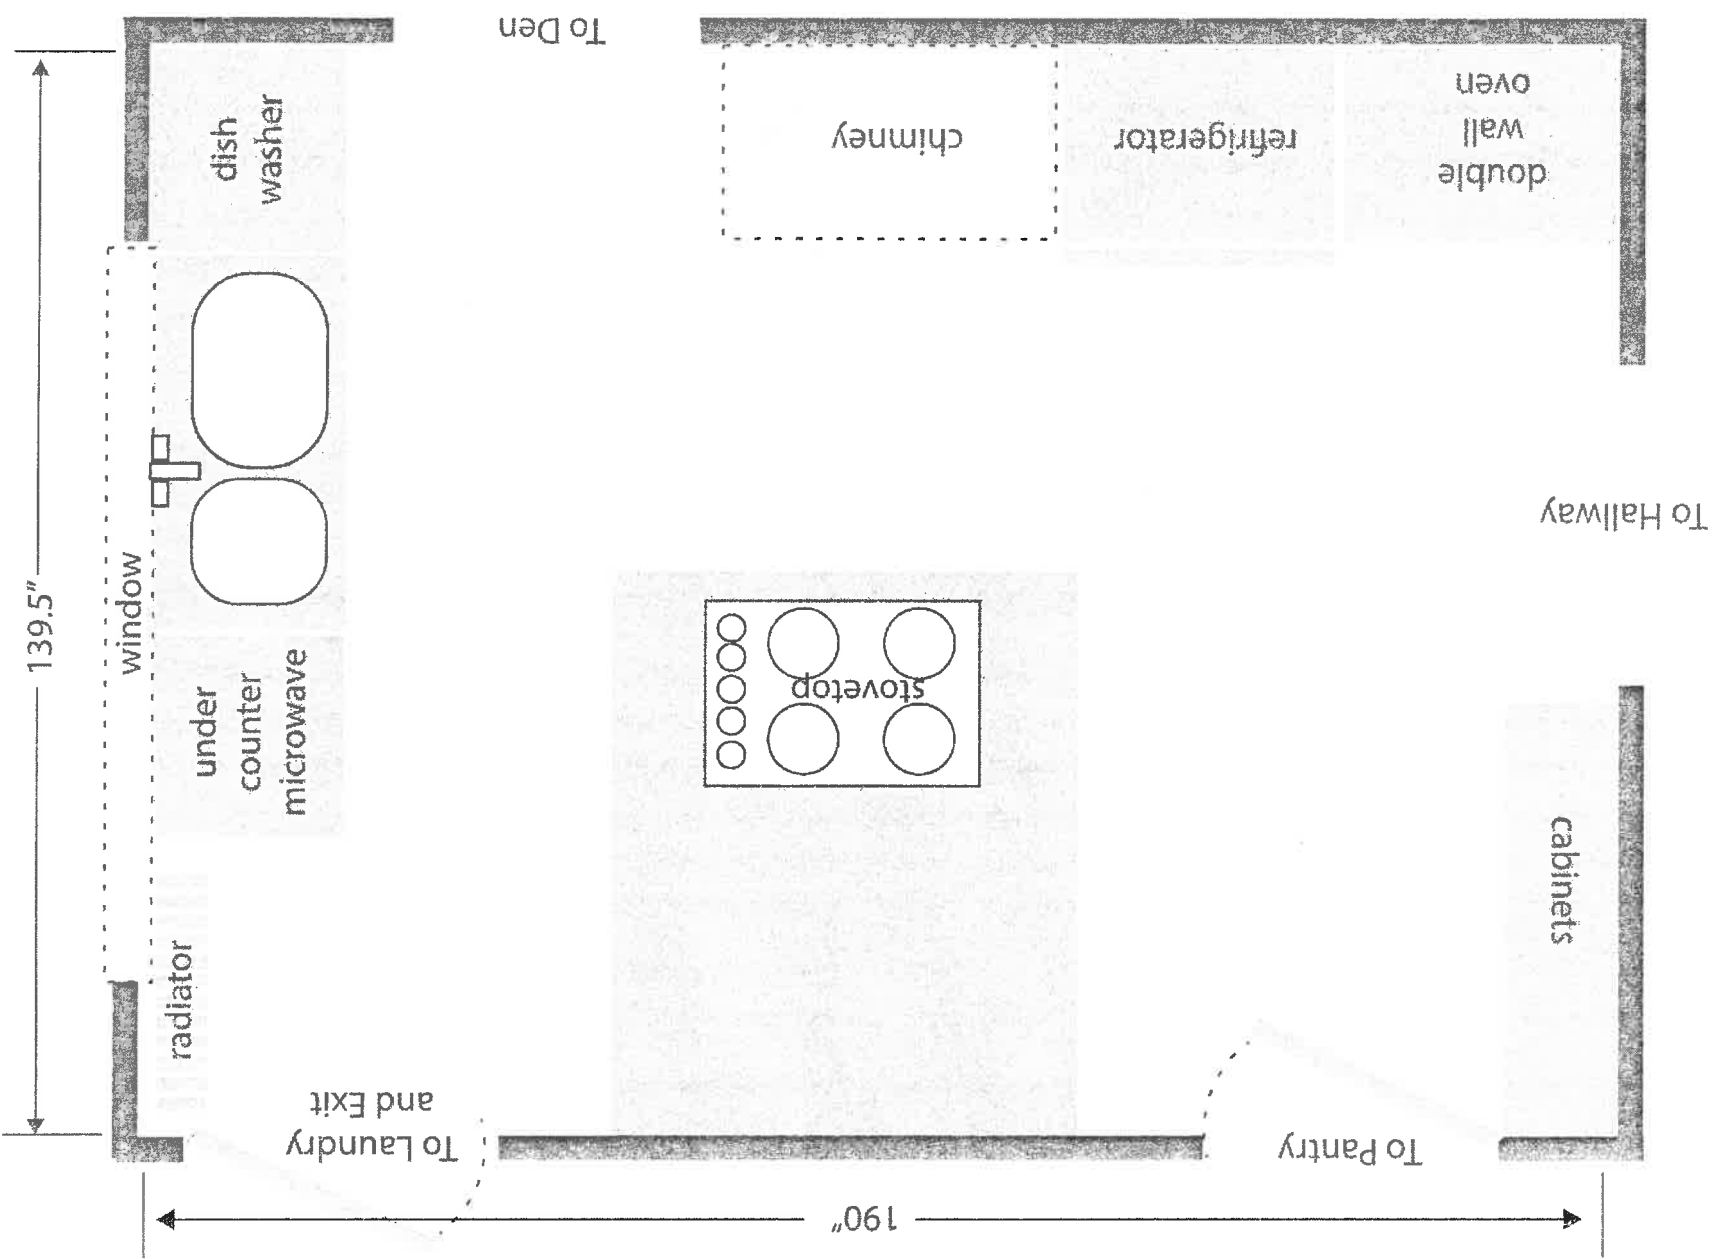 190"
To Pantry
To Laundry
and Exit
radiator
cabinets
stovetop
under
counter
microwave
window
139.5"
To Hallway
double
wall
oven
refrigerator
chimney
dish
washer
To Den